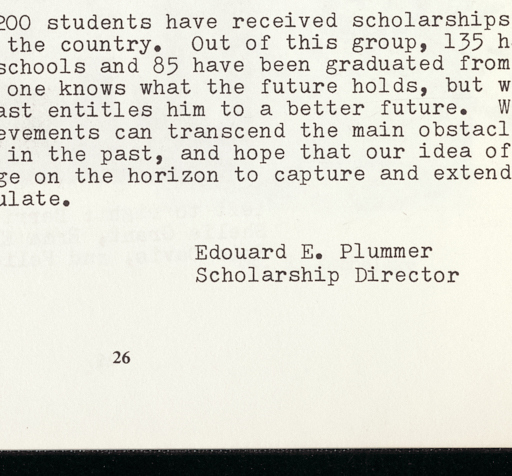 200 students have received scholarships
the country. Out of this group, 135 h
schools and 85 have been graduated from
one knows what the future holds, but w
ast entitles him to a better future. W
evements can transcend the main obstacl
in the past, and hope that our idea of
ge on the horizon to capture and extend
ulate.
Edouard E. Plummer
Scholarship Director
26